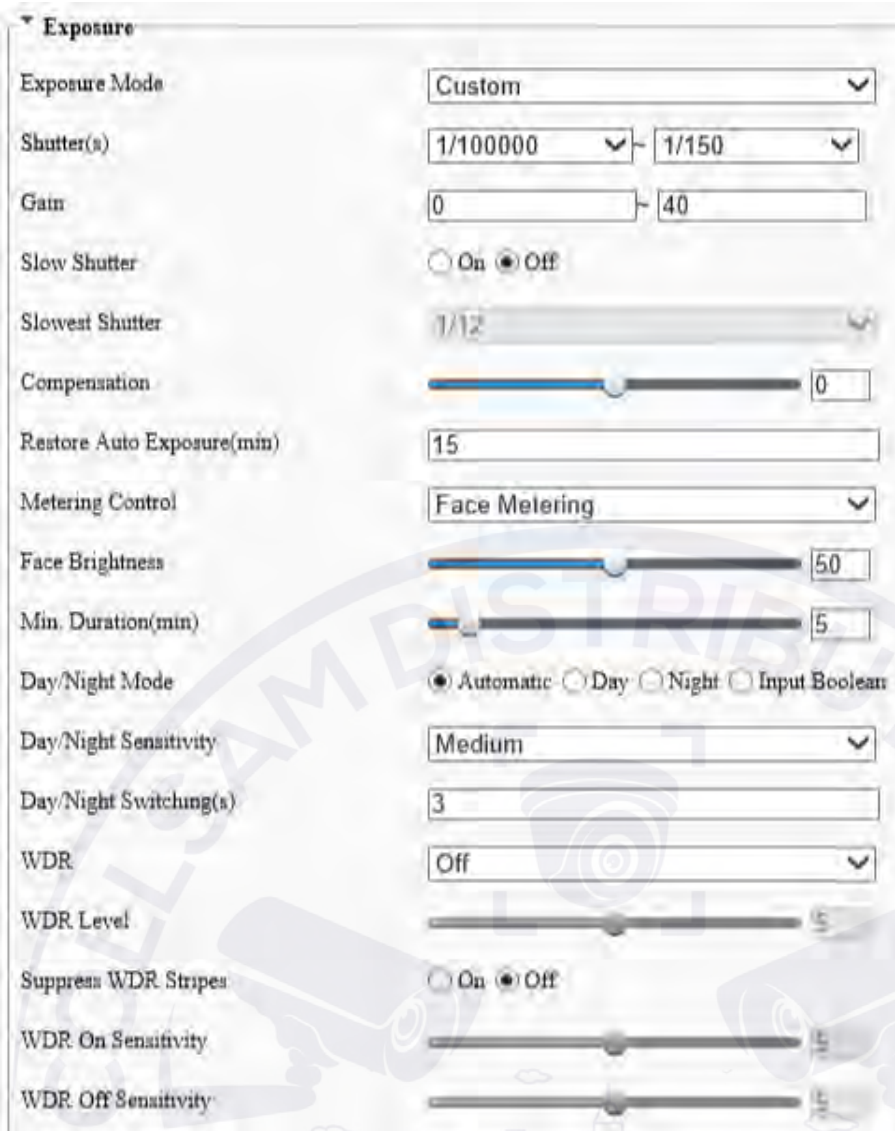 Exposure
Exposure Mode Custom
Shutter(s) 1/100000 ~ 1/150
Gain 0 ~ 40
Slow Shutter On Off
Slowest Shutter 1/12
Compensation 0
Restore Auto Exposure(min) 15
Metering Control Face Metering
Face Brightness 50
Min. Duration(min) 5
Day/Night Mode Automatic Day Night Input Boolean
Day/Night Sensitivity Medium
Day/Night Switching(s) 3
WDR Off
WDR Level
Suppress WDR Stripes On Off
WDR On Sensitivity
WDR Off Sensitivity